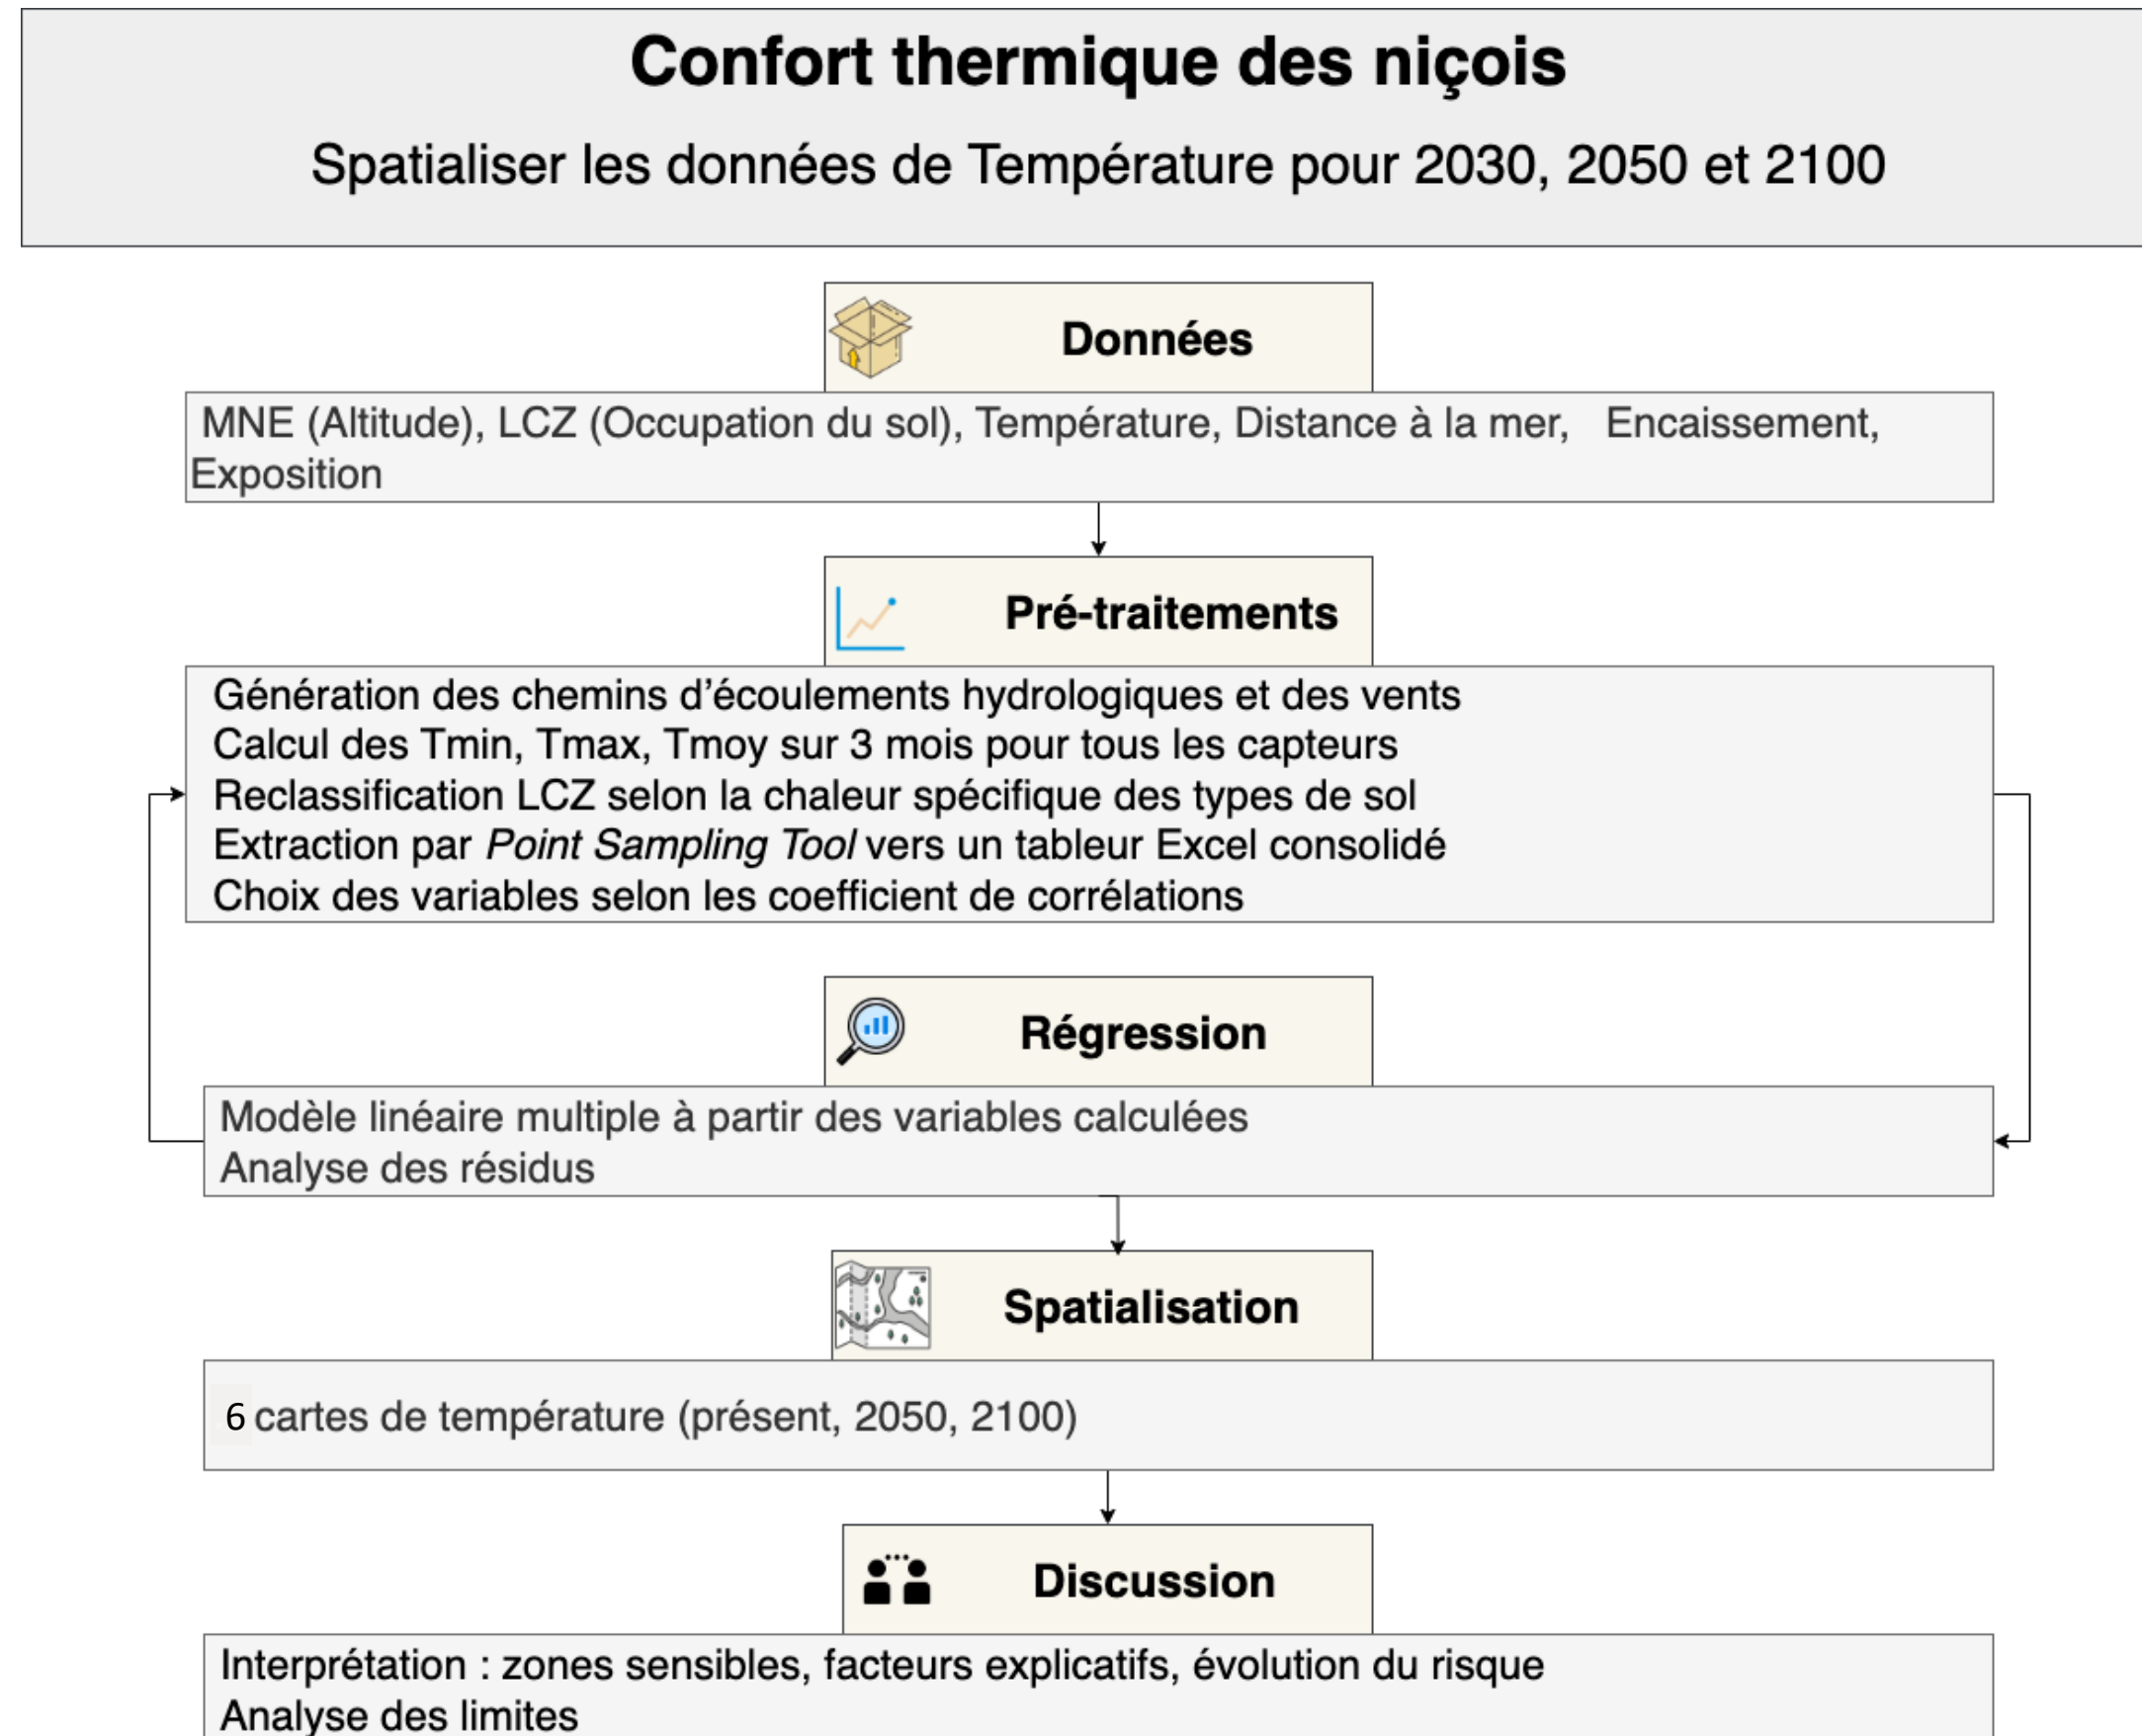 Confort thermique des niçois
Spatialiser les données de Température pour 2030, 2050 et 2100
Données
MNE (Altitude), LCZ (Occupation du sol), Température, Distance à la mer, Encaissement,
Exposition
Pré-traitements
Génération des chemins d’écoulements hydrologiques et des vents
Calcul des Tmin, Tmax, Tmoy sur 3 mois pour tous les capteurs
Reclassification LCZ selon la chaleur spécifique des types de sol
Extraction par Point Sampling Tool vers un tableur Excel consolidé
Choix des variables selon les coefficient de corrélations
Régression
Modèle linéaire multiple à partir des variables calculées
Analyse des résidus
Spatialisation
6 cartes de température (présent, 2050, 2100)
Discussion
Interprétation : zones sensibles, facteurs explicatifs, évolution du risque
Analyse des limites